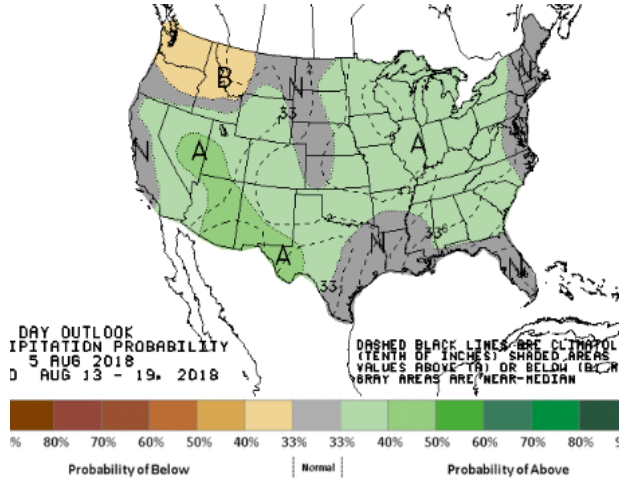 B
N
N
33
A
N
A
N
33⁶
A
33
N
DAY OUTLOOK
IPITATION PROBABILITY
5 AUG 2018
AUG 13 - 19, 2018
DASHED BLACK LINES ARE CLIMATOL
(TENTH OF INCHES) SHADED AREAS
VALUES ABOVE (A) OR BELOW (B)
GRAY AREAS ARE NEAR-MEDIAN
% 80% 70% 60% 50% 40% 33% 33% 40% 50% 60% 70% 80%
Probability of Below Normal Probability of Above